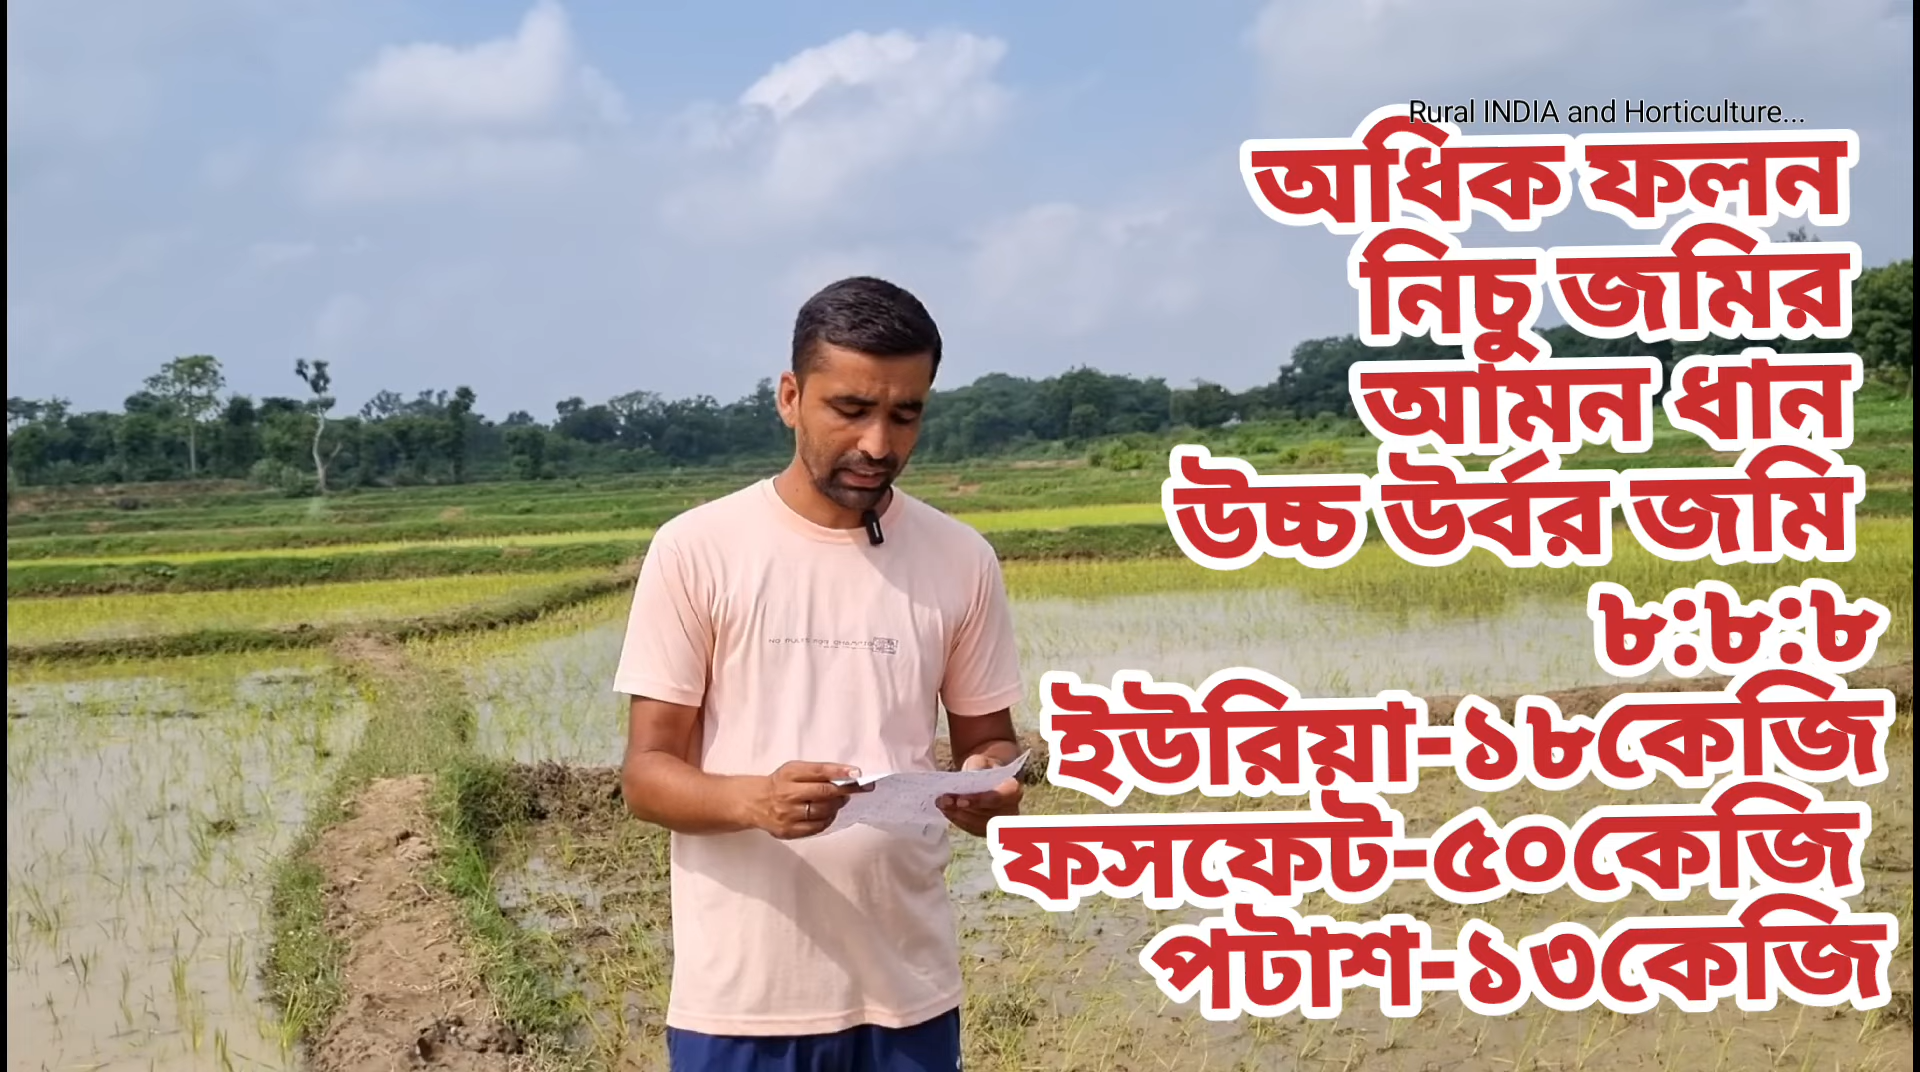 Rural INDIA and Horticulture...
অধিক ফলন
নিচু জমির
আমন ধান
উচ্চ উর্বর জমি
৮:৮:৮
ইউরিয়া-১৮কেজি
ফসফেট-৫০কেজি
পটাশ-১৩কেজি